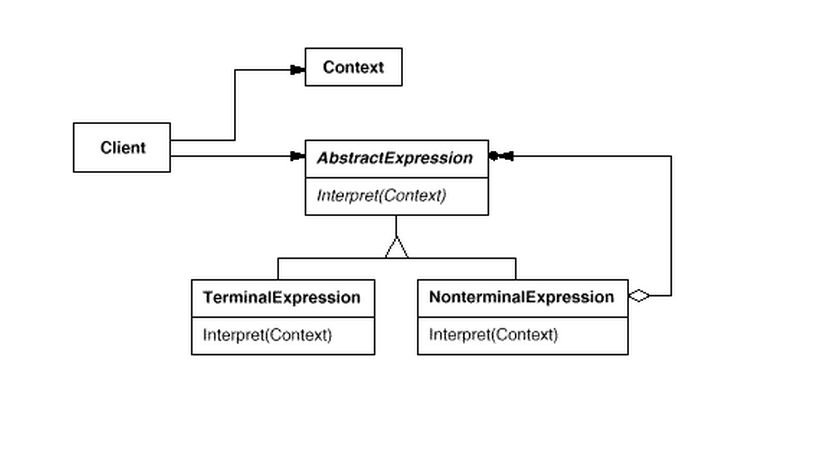 Context
Client
AbstractExpression
Interpret(Context)
TerminalExpression
Interpret(Context)
NonterminalExpression
Interpret(Context)